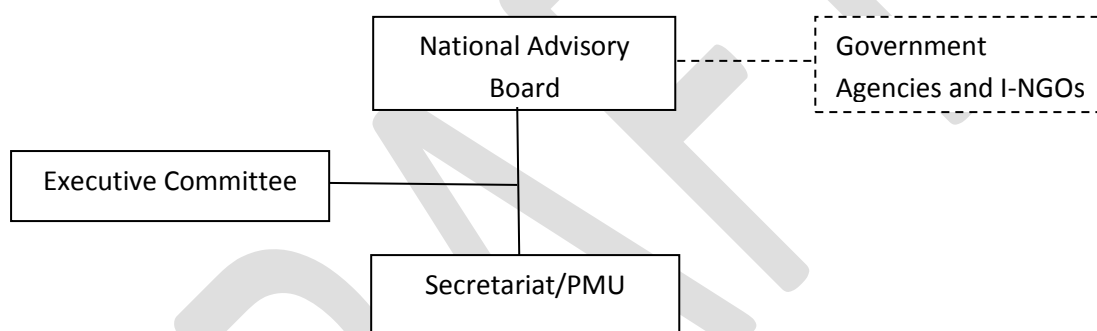 National Advisory
Board
Government
Agencies and I-NGOs
Executive Committee
Secretariat/PMU